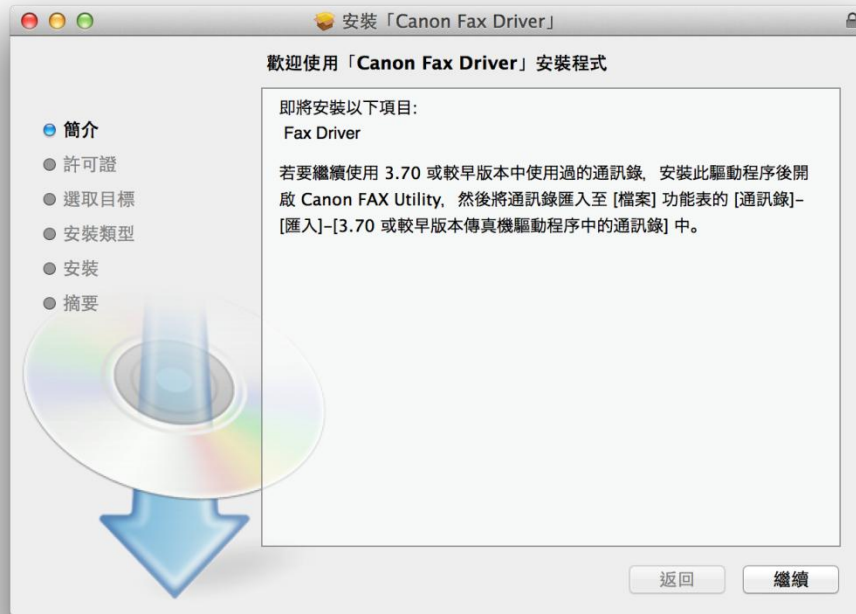 安裝「Canon Fax Driver」
歡迎使用「Canon Fax Driver」安裝程式
簡介
許可證
選取目標
安裝類型
安裝
摘要
即將安裝以下項目:
Fax Driver
若要繼續使用 3.70 或較早版本中使用過的通訊錄，安裝此驅動程序後開
啟 Canon FAX Utility，然後將通訊錄匯入至 [檔案] 功能表的 [通訊錄]-
[匯入]-[3.70 或較早版本傳真機驅動程序中的通訊錄] 中。
返回
繼續